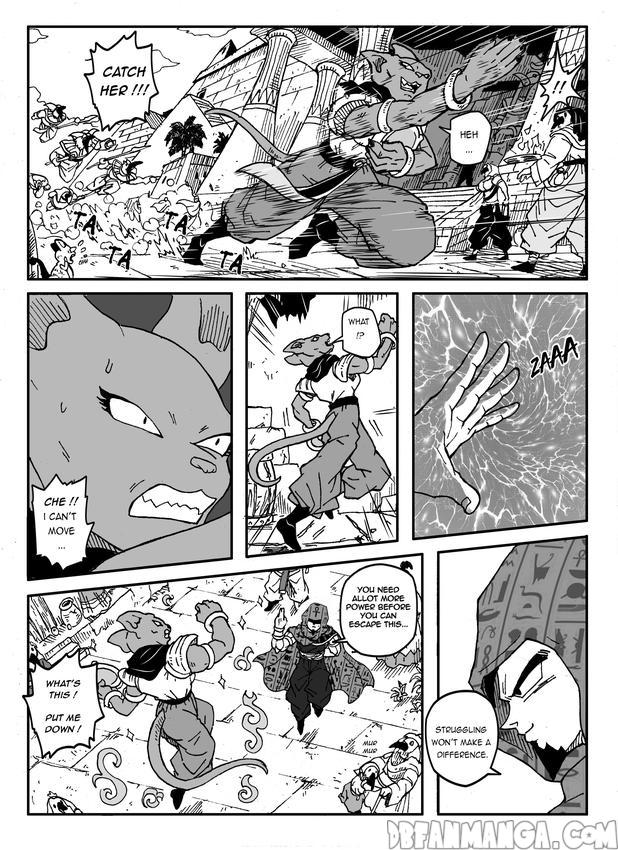 CATCH
HER !!!
HEH
...
!!
TA
TA
TA
TA
CHE !!
I CAN'T
MOVE
...
WHAT
!?
ZAAA
WHAT'S
THIS !
PUT ME
DOWN !
YOU NEED
ALLOT MORE
POWER BEFORE
YOU CAN
ESCAPE THIS...
MUR
MUR
STRUGGLING
WON'T MAKE A
DIFFERENCE.
DBFANMANGA.COM